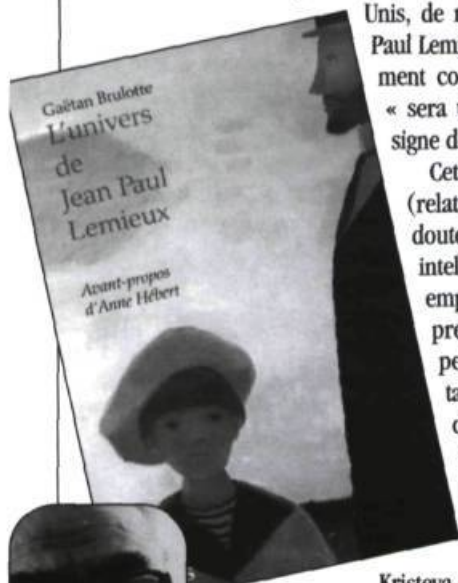 Gaëtan Brulotte
L'univers
de
Jean Paul
Lemieux
Avant-propos
d'Anne Hébert
Unis, de
Paul Lem
ment co
« sera
signe d
Cet
(relat
doute
intel
emp
pré
pe
ta
Kristeva